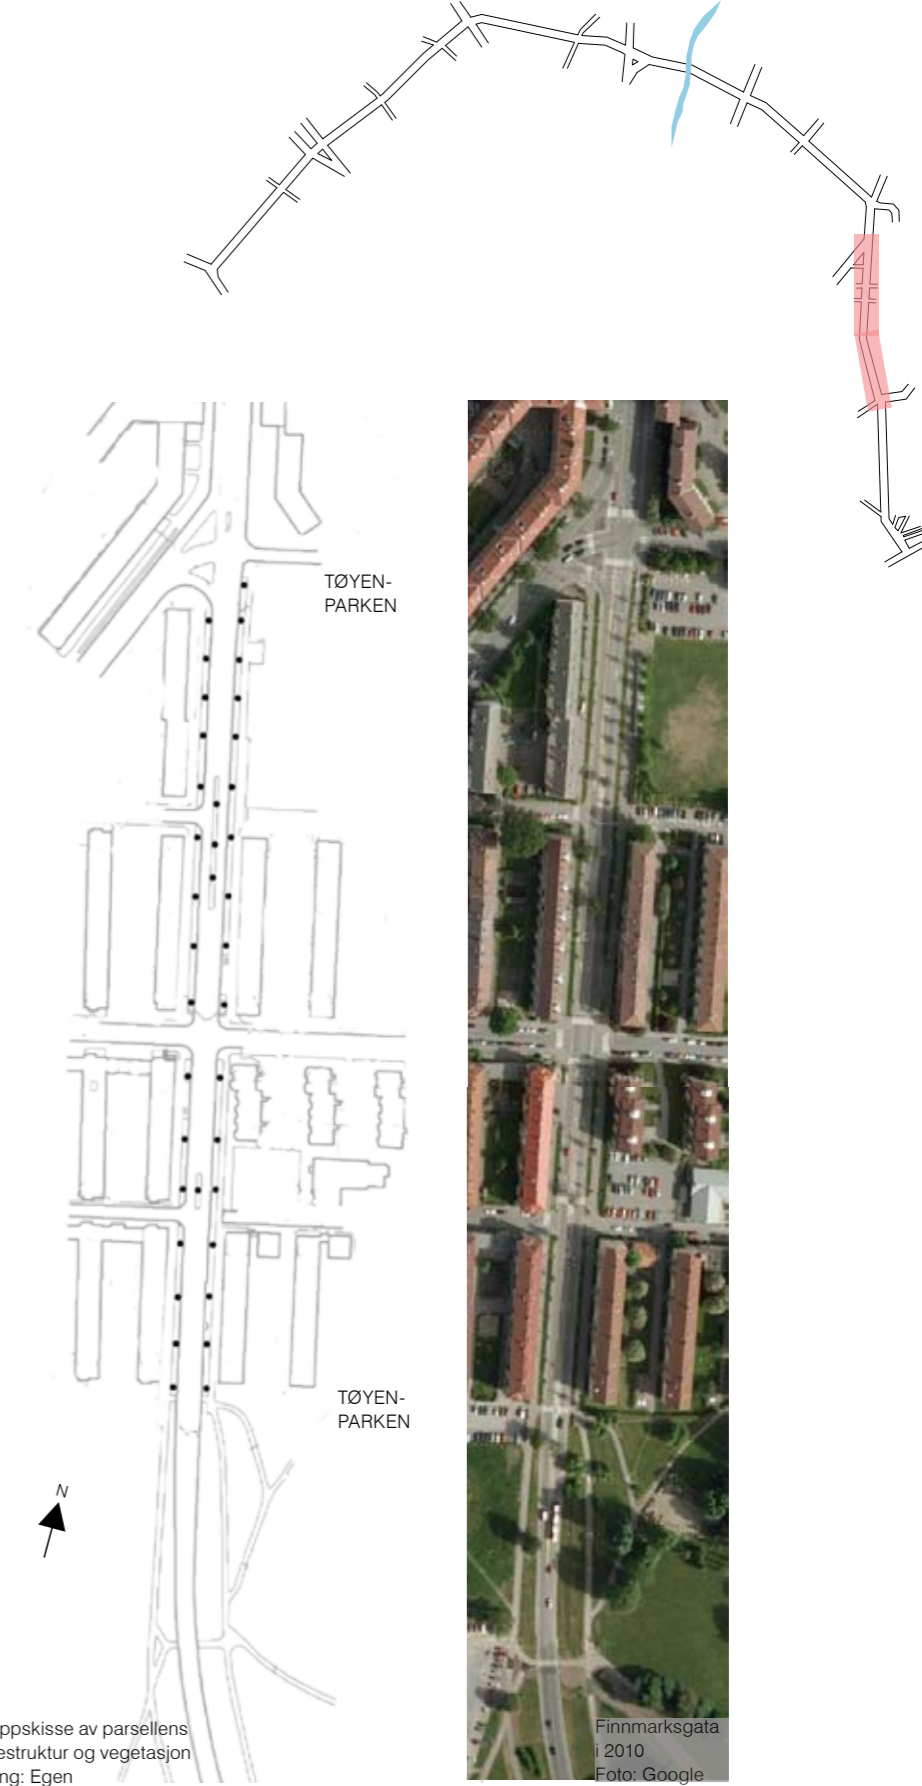 TØYEN-
PARKEN
TØYEN-
PARKEN
N
ppskisse av parsellens
estruktur og vegetasjon
ng: Egen
Finnmarksgata
i 2010
Foto: Google